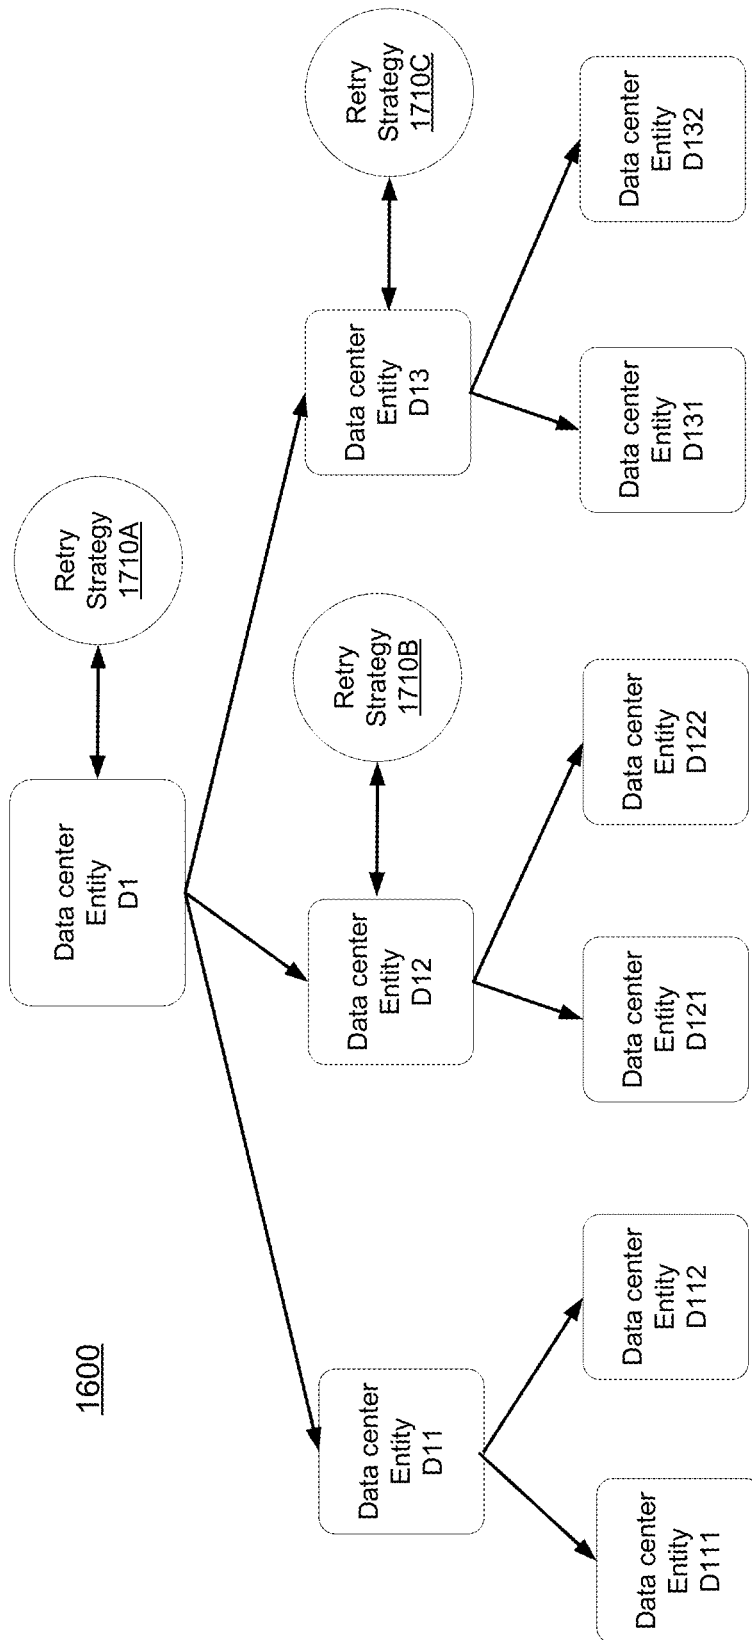 1600
Data center
Entity
D1
Retry
Strategy
1710A
Data center
Entity
D11
Data center
Entity
D12
Retry
Strategy
1710B
Data center
Entity
D13
Retry
Strategy
1710C
Data center
Entity
D111
Data center
Entity
D112
Data center
Entity
D121
Data center
Entity
D122
Data center
Entity
D131
Data center
Entity
D132